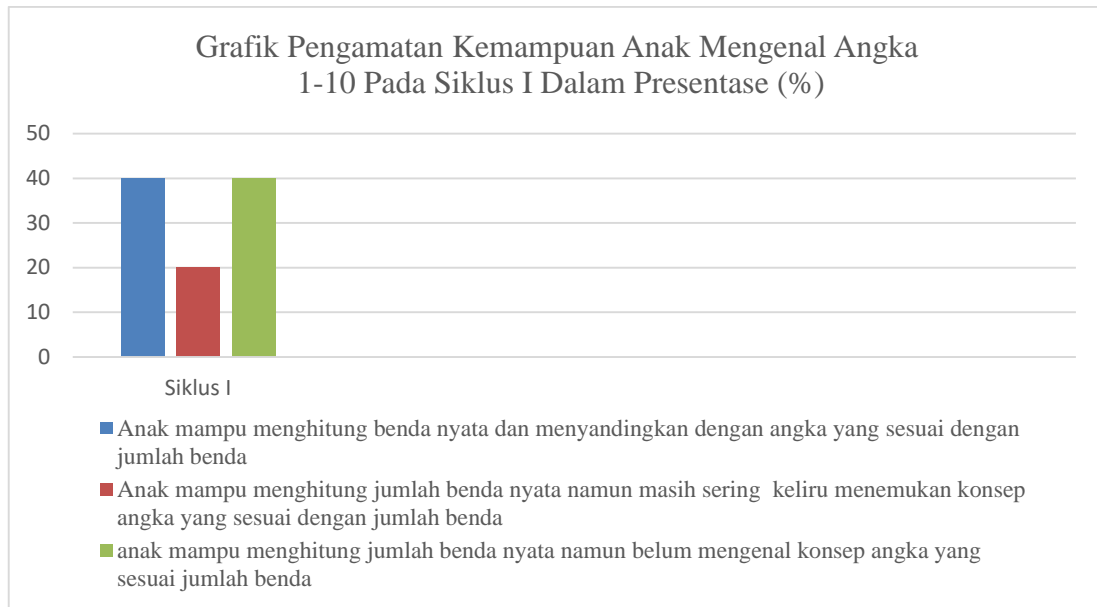 Grafik Pengamatan Kemampuan Anak Mengenal Angka
1-10 Pada Siklus I Dalam Presentase (%)
50
40
30
20
10
0
Siklus I
Anak mampu menghitung benda nyata dan menyandingkan dengan angka yang sesuai dengan
jumlah benda
Anak mampu menghitung jumlah benda nyata namun masih sering keliru menemukan konsep
angka yang sesuai dengan jumlah benda
anak mampu menghitung jumlah benda nyata namun belum mengenal konsep angka yang
sesuai jumlah benda